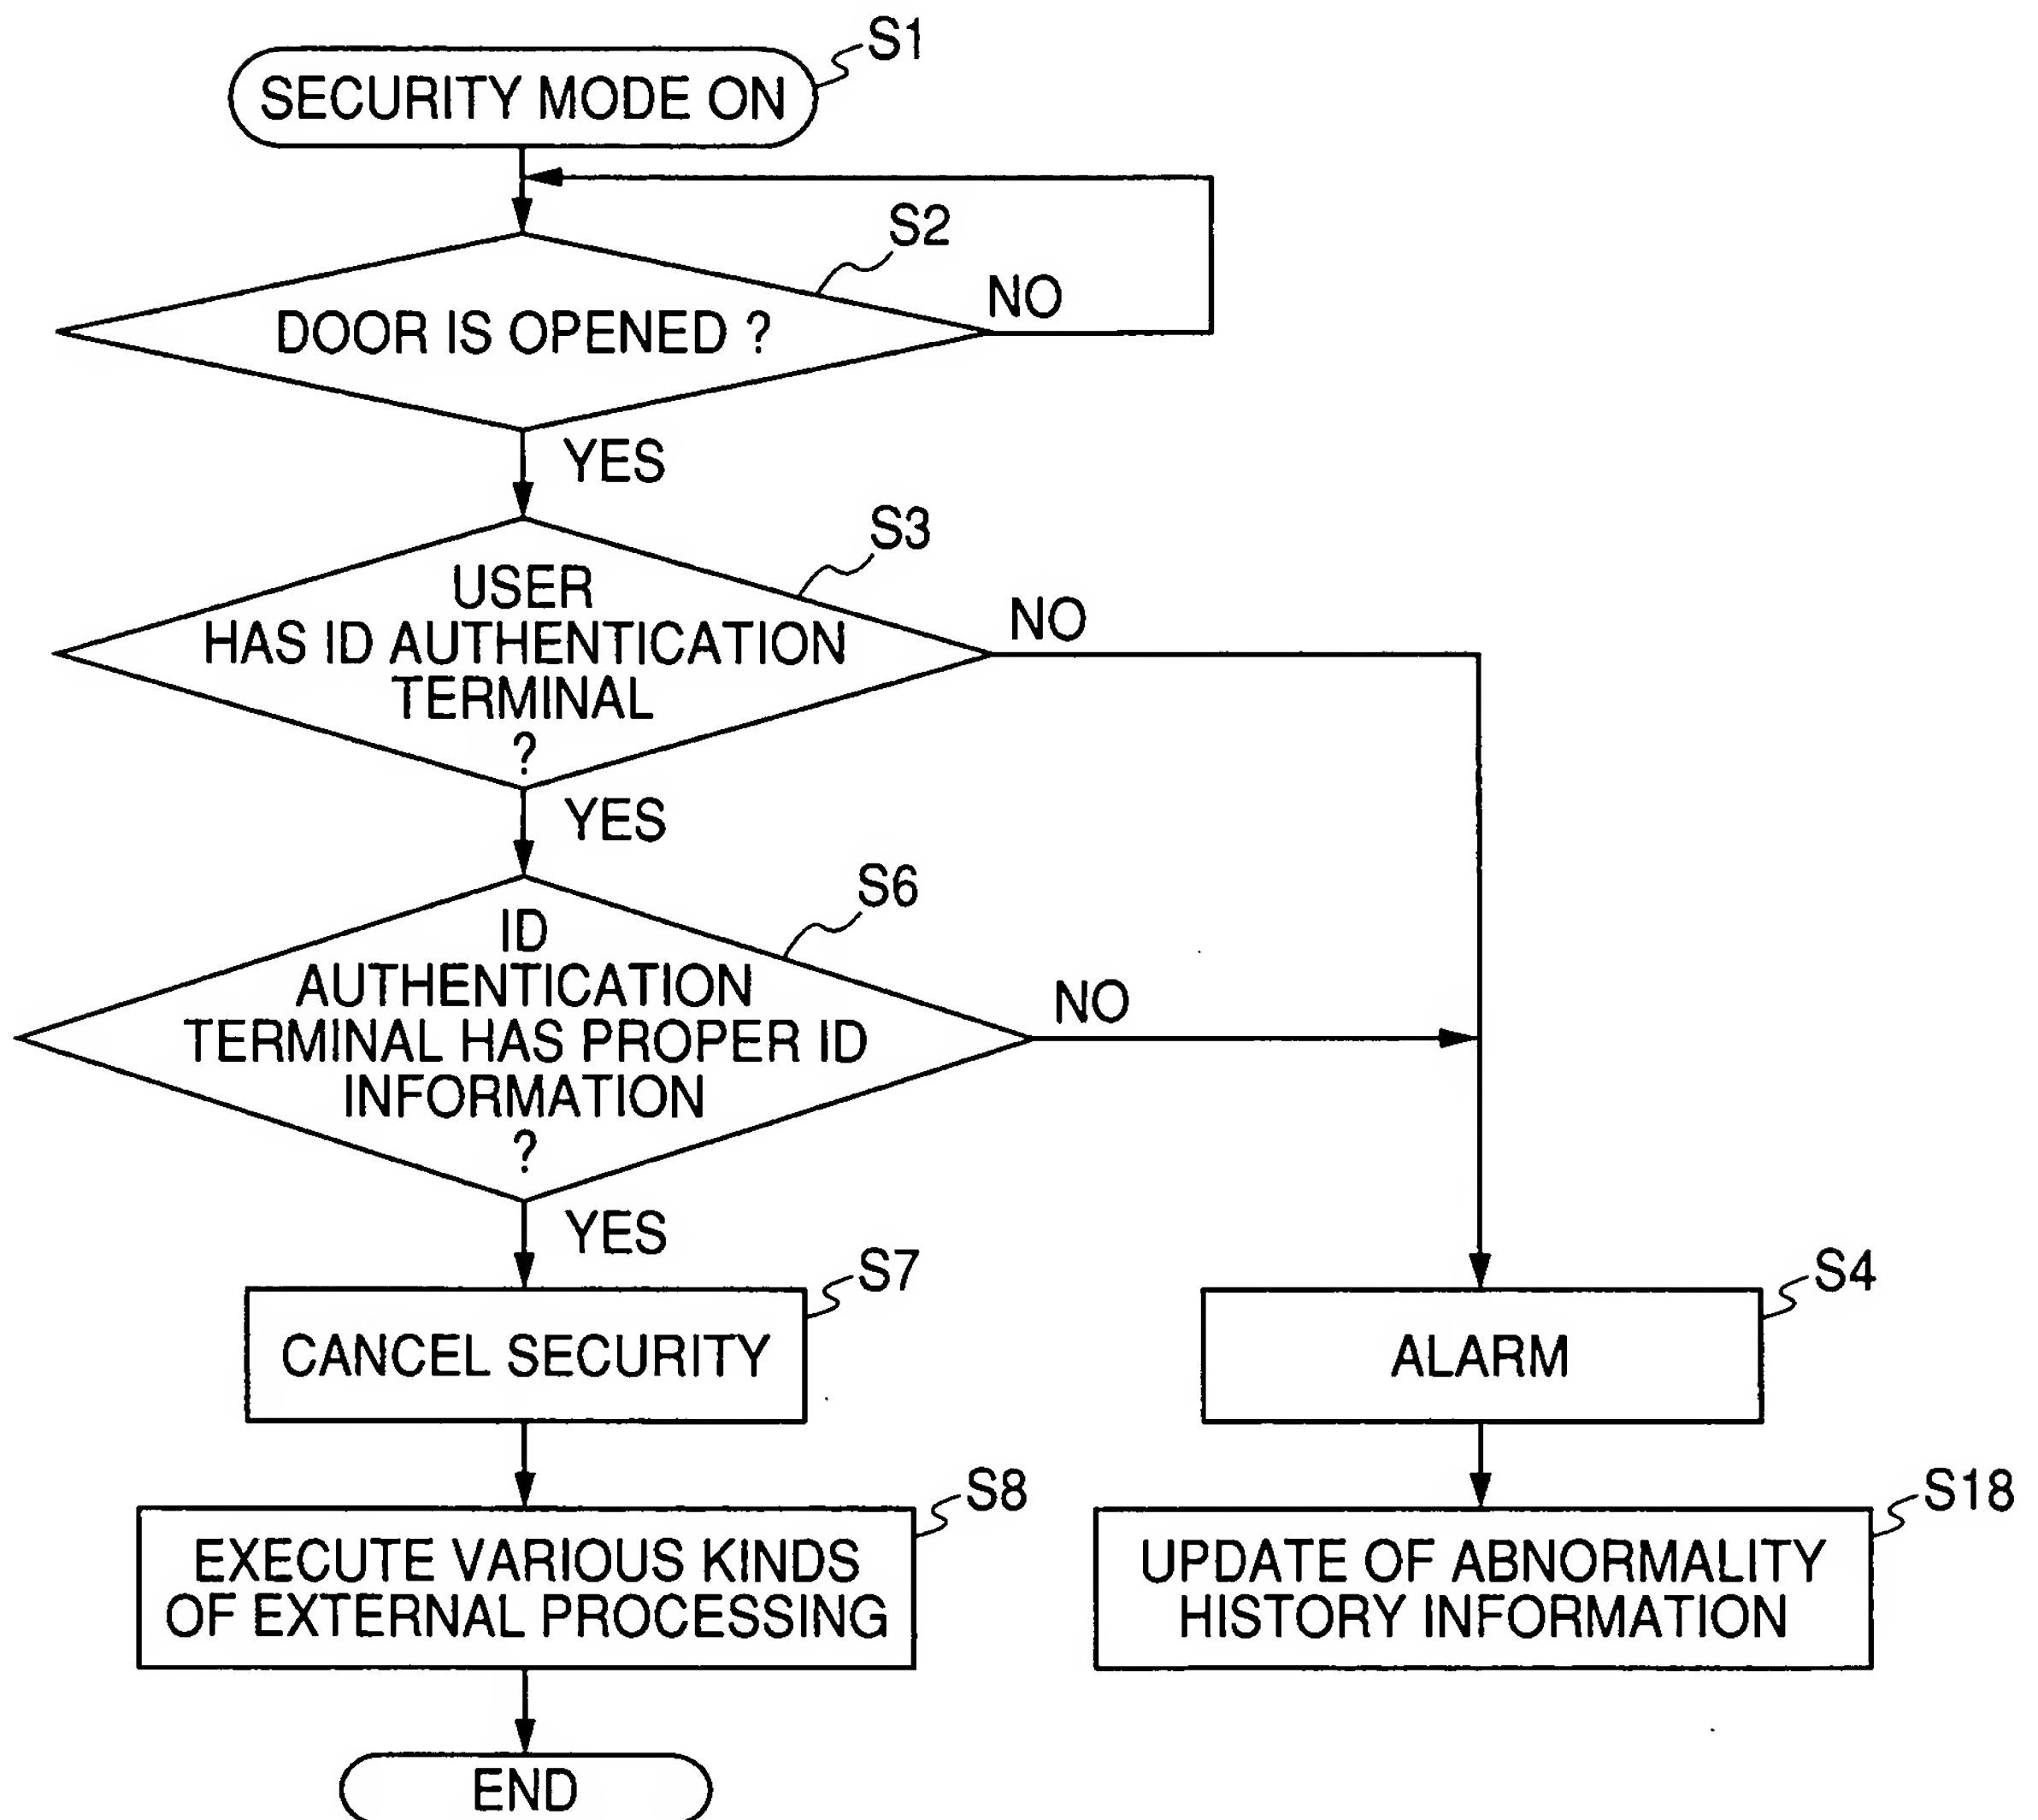 S1
SECURITY MODE ON
S2
NO
DOOR IS OPENED ?
YES
S3
USER
HAS ID AUTHENTICATION
TERMINAL
?
NO
YES
S6
ID
AUTHENTICATION
TERMINAL HAS PROPER ID
INFORMATION
?
NO
YES
S7
CANCEL SECURITY
S4
ALARM
S8
EXECUTE VARIOUS KINDS
OF EXTERNAL PROCESSING
S18
UPDATE OF ABNORMALITY
HISTORY INFORMATION
END